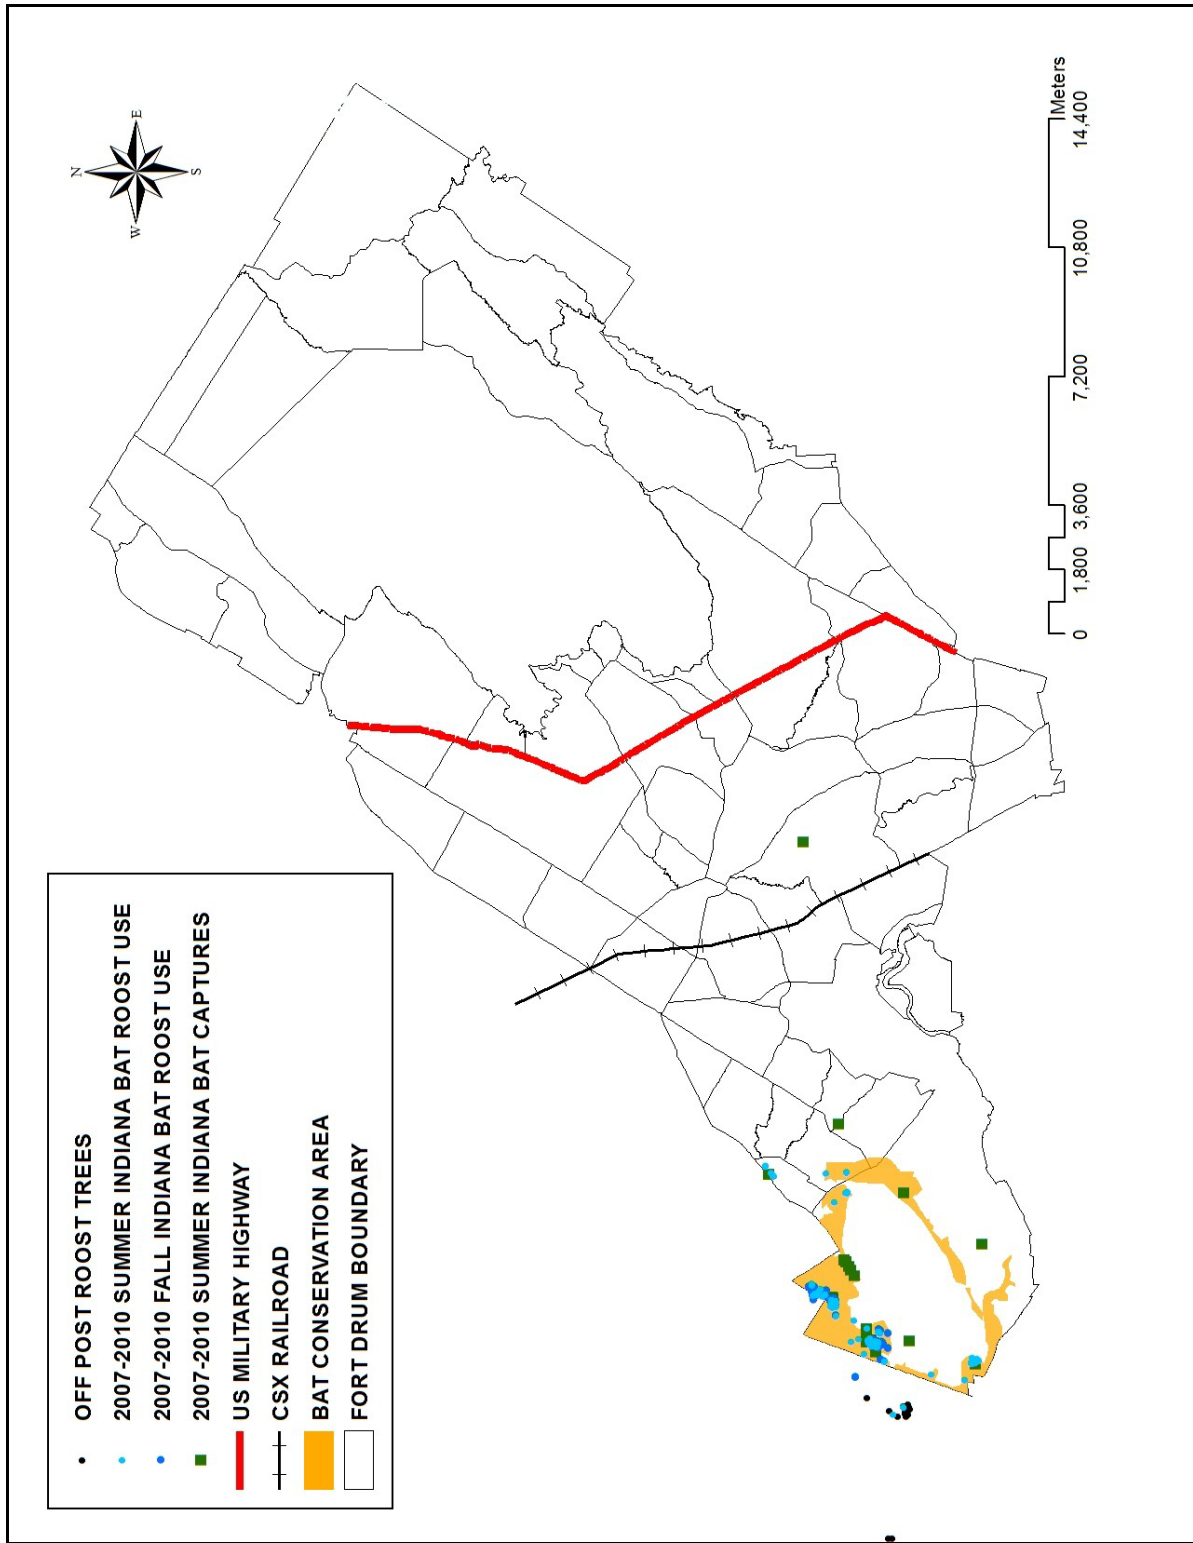 N
W
E
S
OFF POST ROOST TREES
2007-2010 SUMMER INDIANA BAT ROOST USE
2007-2010 FALL INDIANA BAT ROOST USE
2007-2010 SUMMER INDIANA BAT CAPTURES
US MILITARY HIGHWAY
CSX RAILROAD
BAT CONSERVATION AREA
FORT DRUM BOUNDARY
Meters
0 1,800 3,600 7,200 10,800 14,400